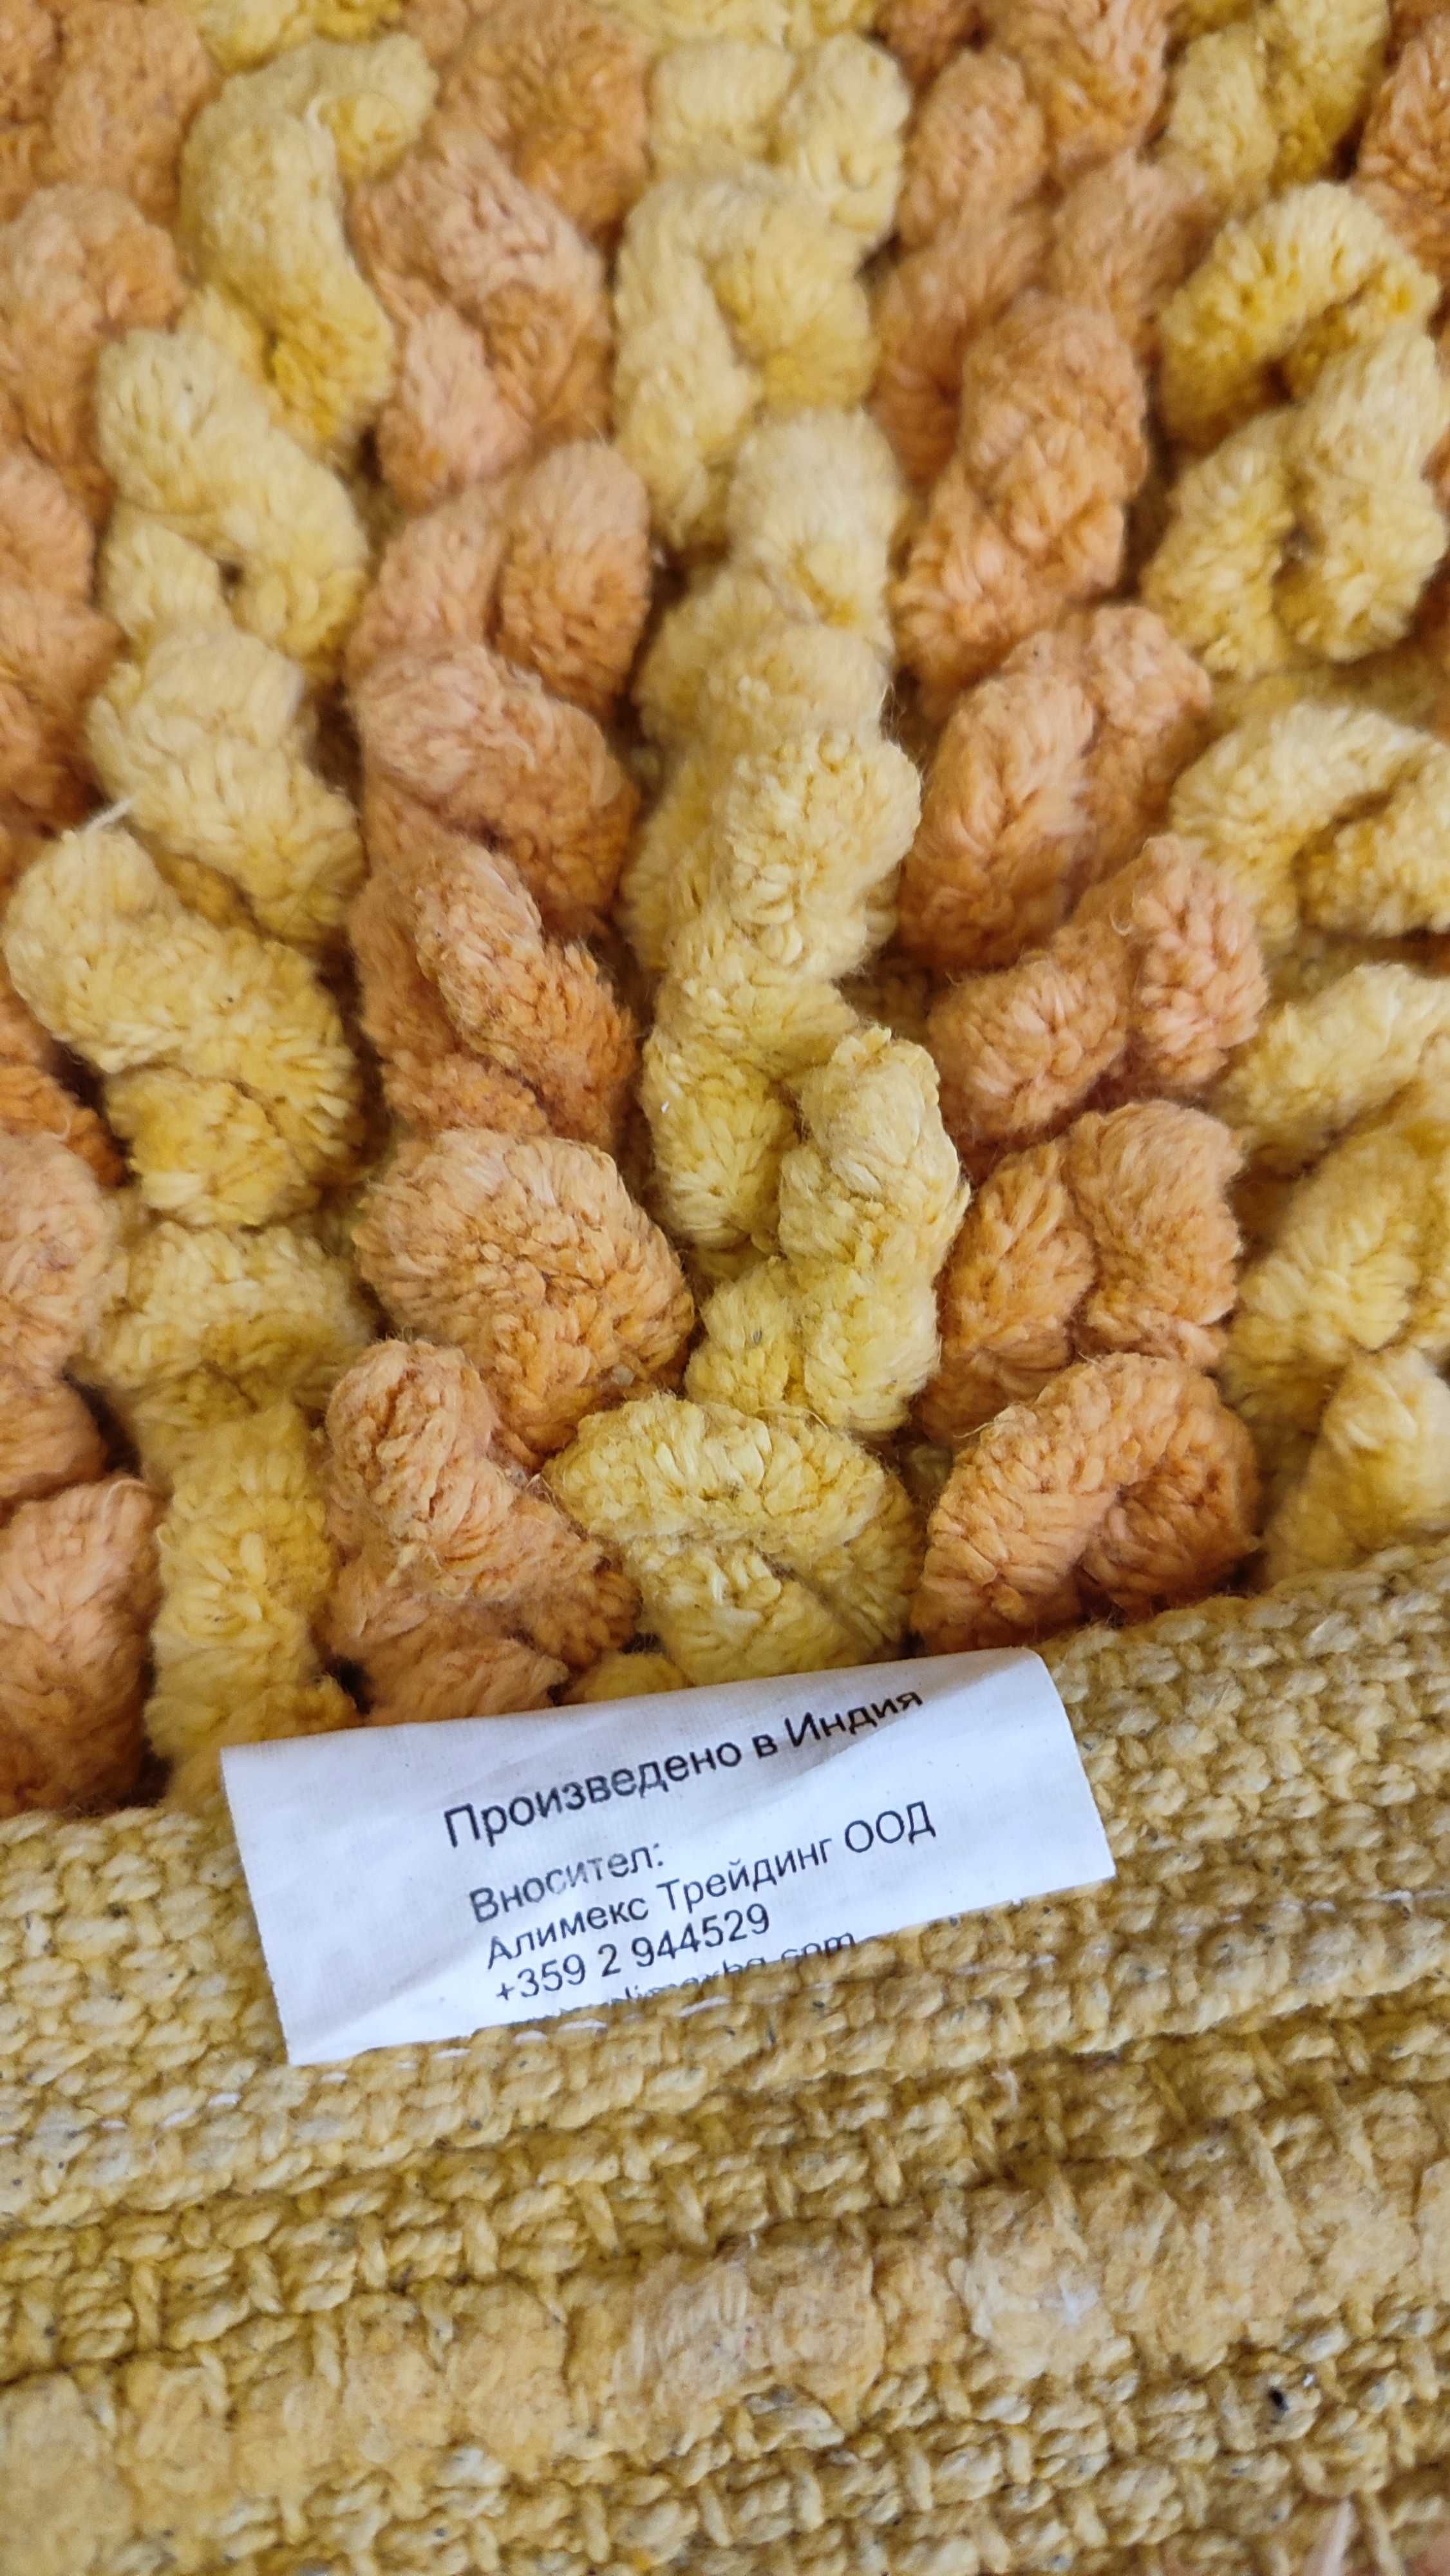 Произведено в Индия
Вносител:
Алимекс Трейдинг ООД
+359 2 944529